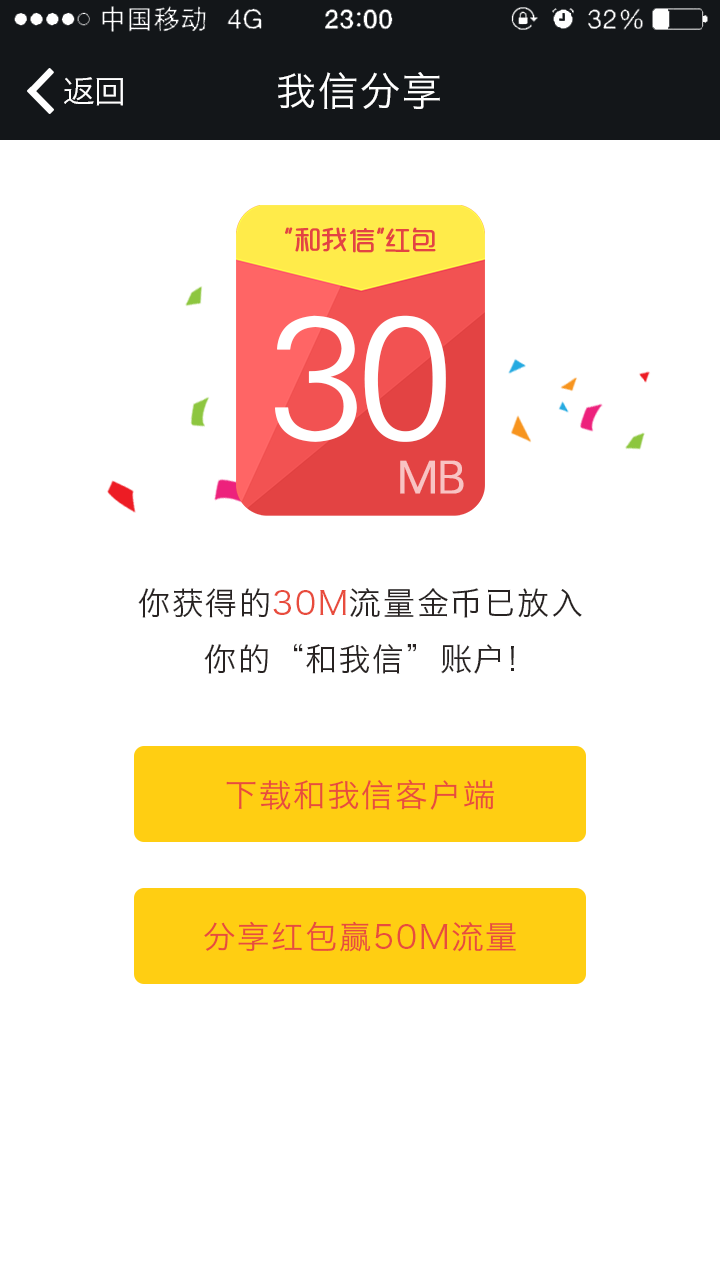 中国移动 4G 23:00 32%
返回 我信分享
“和我信”红包
30
MB
你获得的30M流量金币已放入
你的“和我信”账户!
下载和我信客户端
分享红包赢50M流量